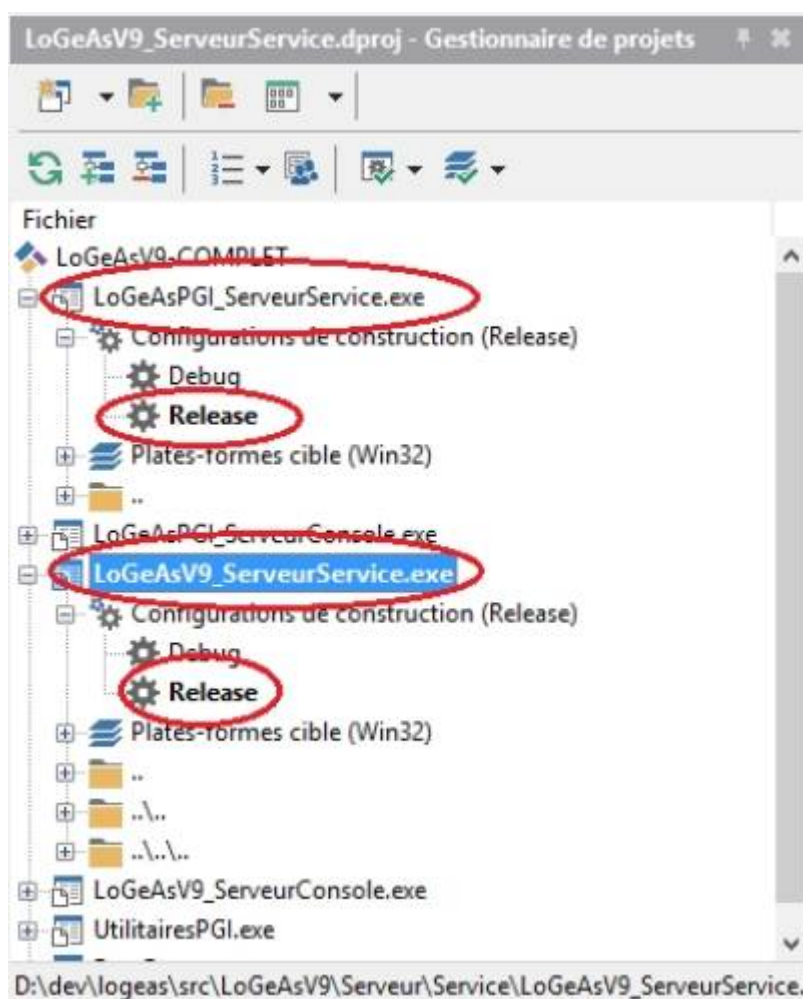 LoGeAsV9_ServeurService.dproj - Gestionnaire de projets
Fichier
LoGeAsV9-COMPLET
LoGeAsPGI_ServeurService.exe
Configurations de construction (Release)
Debug
Release
Plates-formes cible (Win32)
..
LoGeAsPGI_ServeurConsole.exe
LoGeAsV9_ServeurService.exe
Configurations de construction (Release)
Debug
Release
Plates-formes cible (Win32)
..
..\..
..\..\..
LoGeAsV9_ServeurConsole.exe
UtilitairesPGI.exe
D:\dev\logeas\src\LoGeAsV9\Serveur\Service\LoGeAsV9_ServeurService.